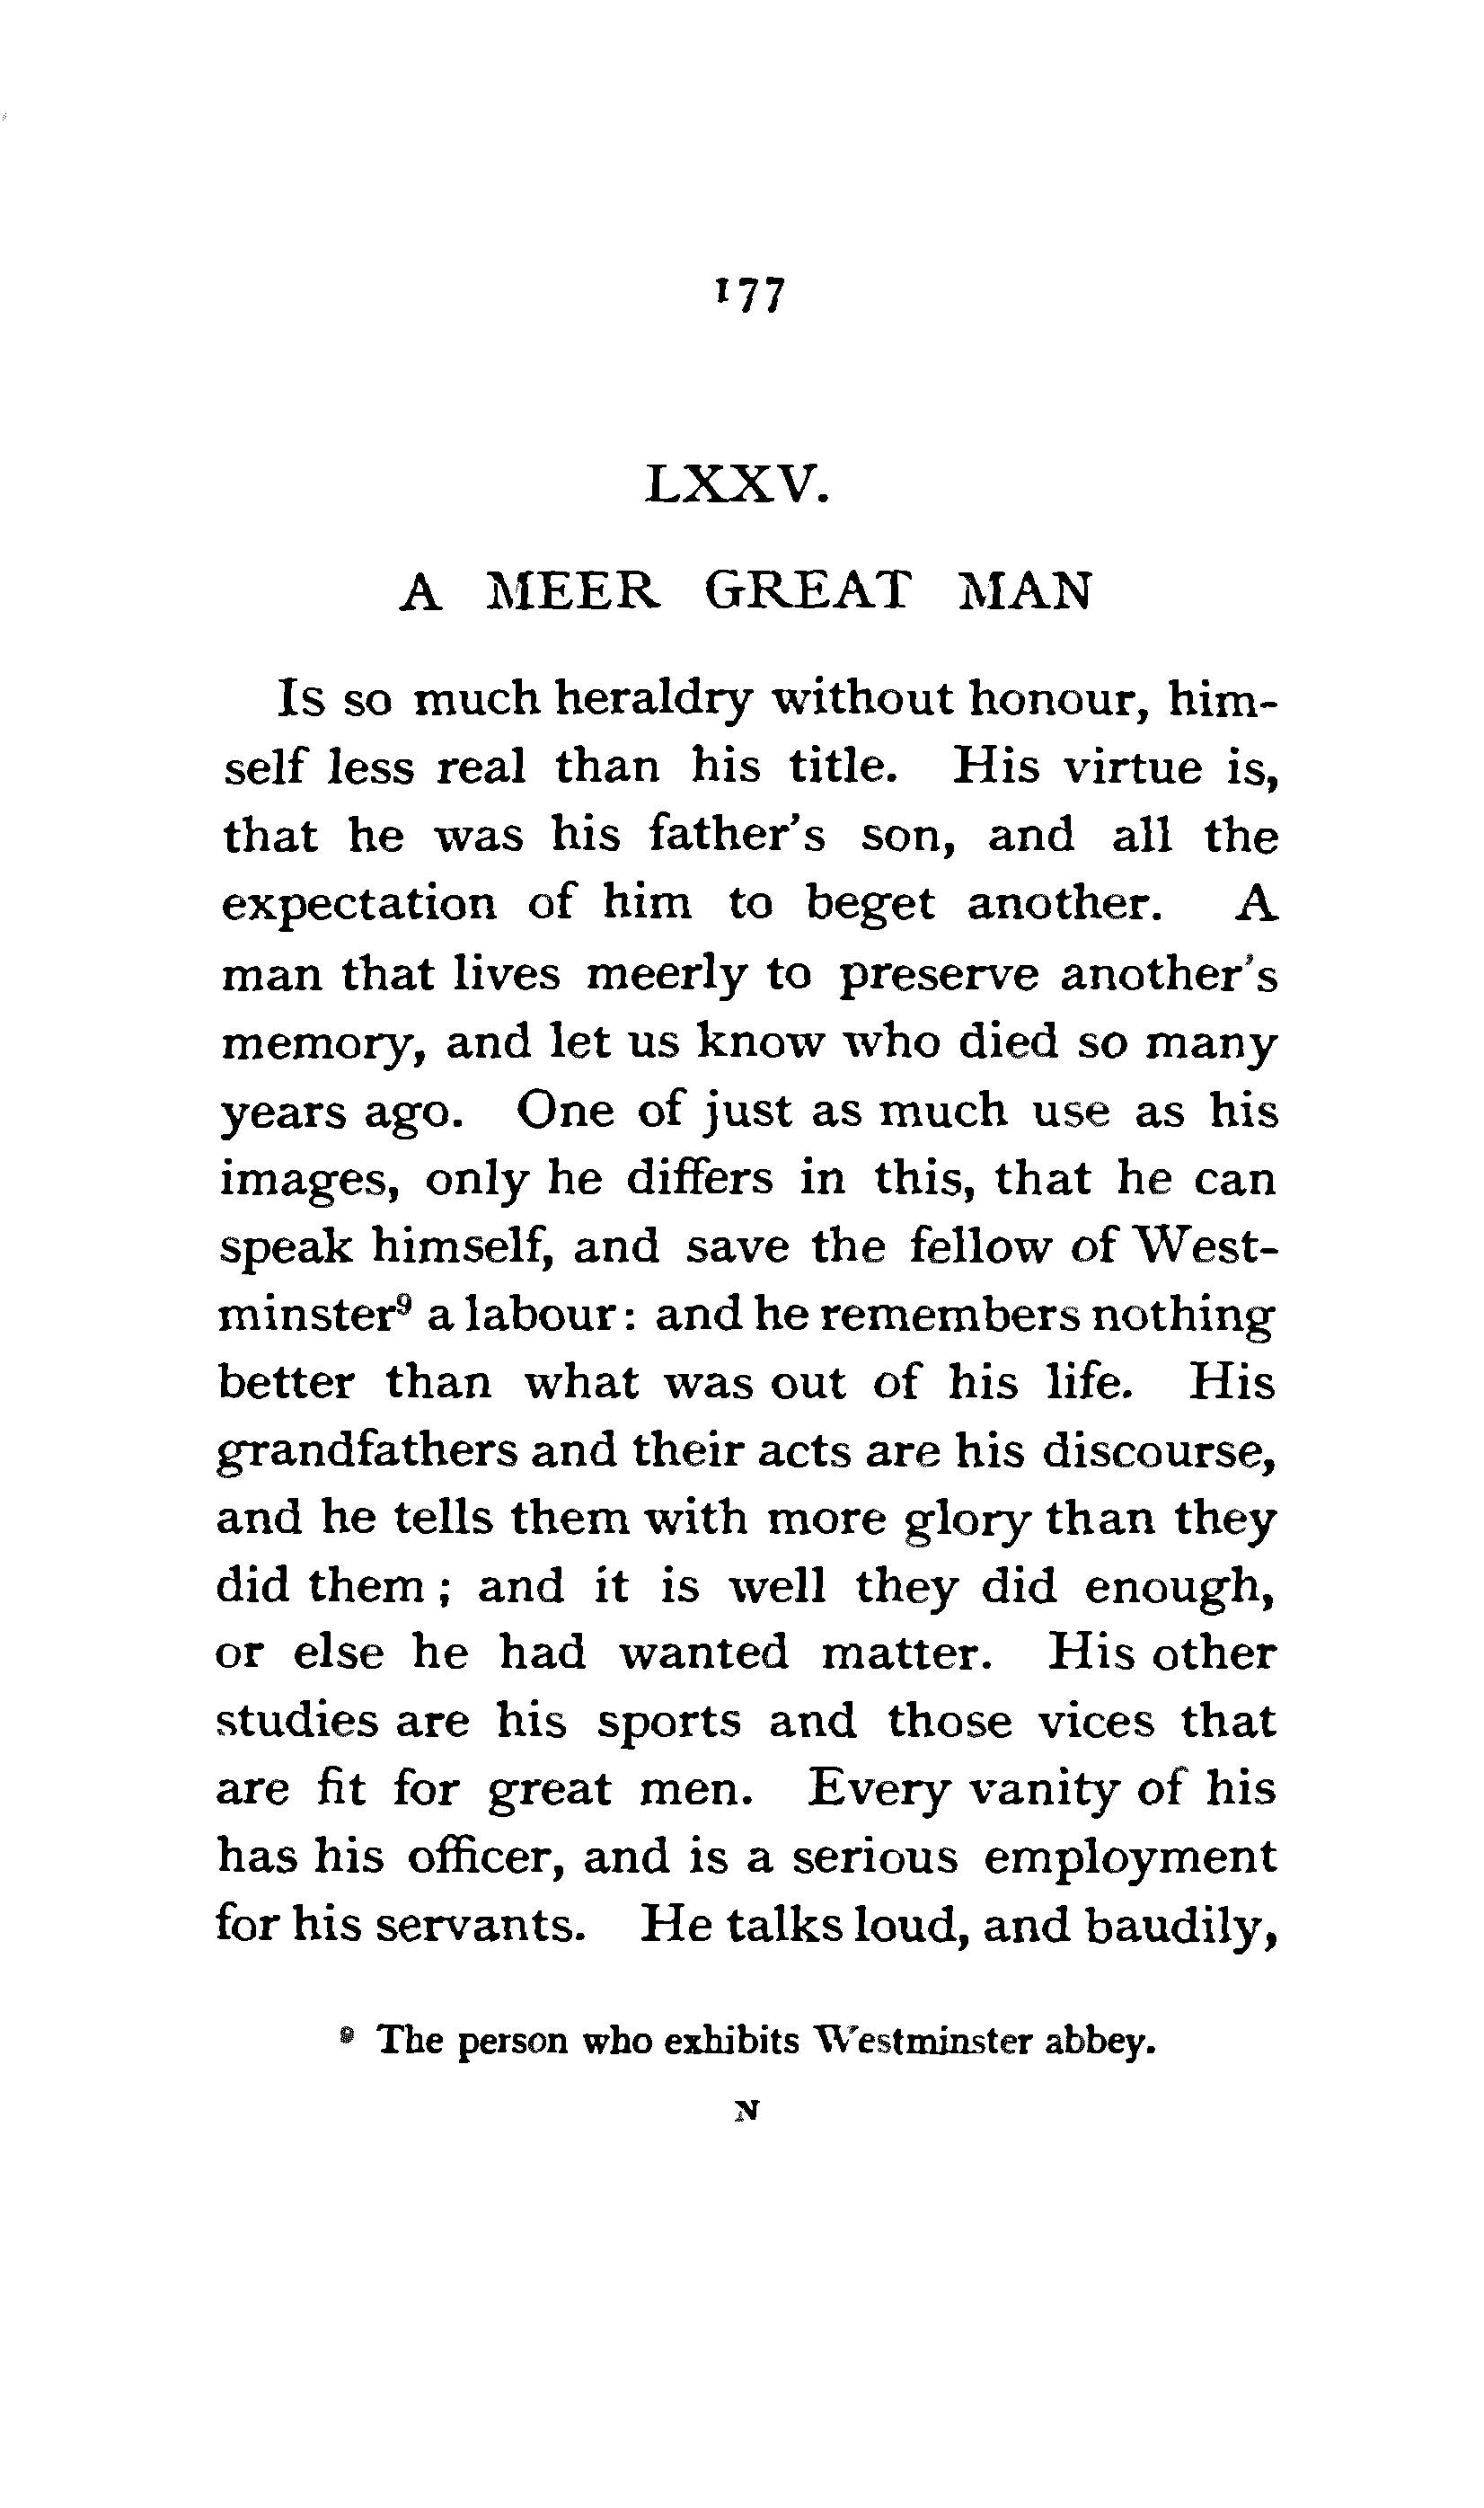 177
LXXV.
A MEER GREAT MAN
Is so much heraldry without honour, him-
self less real than his title. His virtue is,
that he was his father's son, and all the
expectation of him to beget another. A
man that lives meerly to preserve another's
memory, and let us know who died so many
years ago. One of just as much use as his
images, only he differs in this, that he can
speak himself, and save the fellow of West-
minster⁹ a labour: and he remembers nothing
better than what was out of his life. His
grandfathers and their acts are his discourse,
and he tells them with more glory than they
did them ; and it is well they did enough,
or else he had wanted matter. His other
studies are his sports and those vices that
are fit for great men. Every vanity of his
has his officer, and is a serious employment
for his servants. He talks loud, and baudily,
⁹ The person who exhibits Westminster abbey.
N